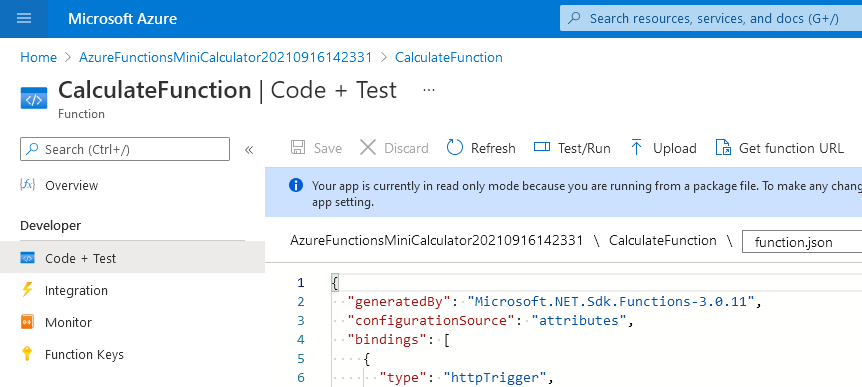 Microsoft Azure
Search resources, services, and docs (G+/)
Home > AzureFunctionsMiniCalculator20210916142331 > CalculateFunction
CalculateFunction | Code + Test ...
Function
Search (Ctrl+/) «
Save Discard Refresh Test/Run Upload Get function URL
Overview
Your app is currently in read only mode because you are running from a package file. To make any chang
app setting.
Developer
Code + Test
Integration
Monitor
Function Keys
AzureFunctionsMiniCalculator20210916142331 \ CalculateFunction \ function.json
1 {
2 "generatedBy": "Microsoft.NET.Sdk.Functions-3.0.11",
3 "configurationSource": "attributes",
4 "bindings": [
5 {
6 "type": "httpTrigger",